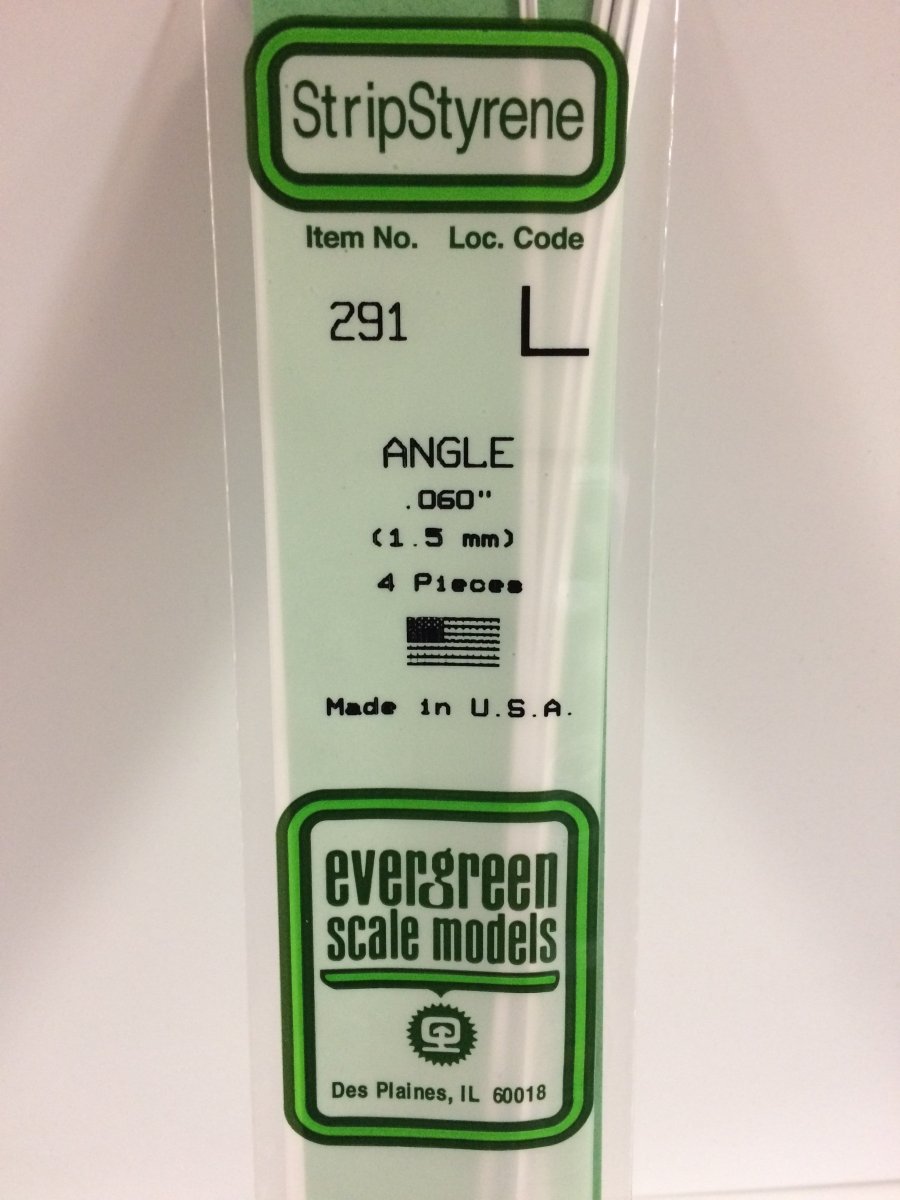 StripStyrene
Item No. Loc. Code
291 L
ANGLE
.060"
(1.5 mm)
4 Pieces
Made in U.S.A.
evergreen
scale models
Des Plaines, IL 60018